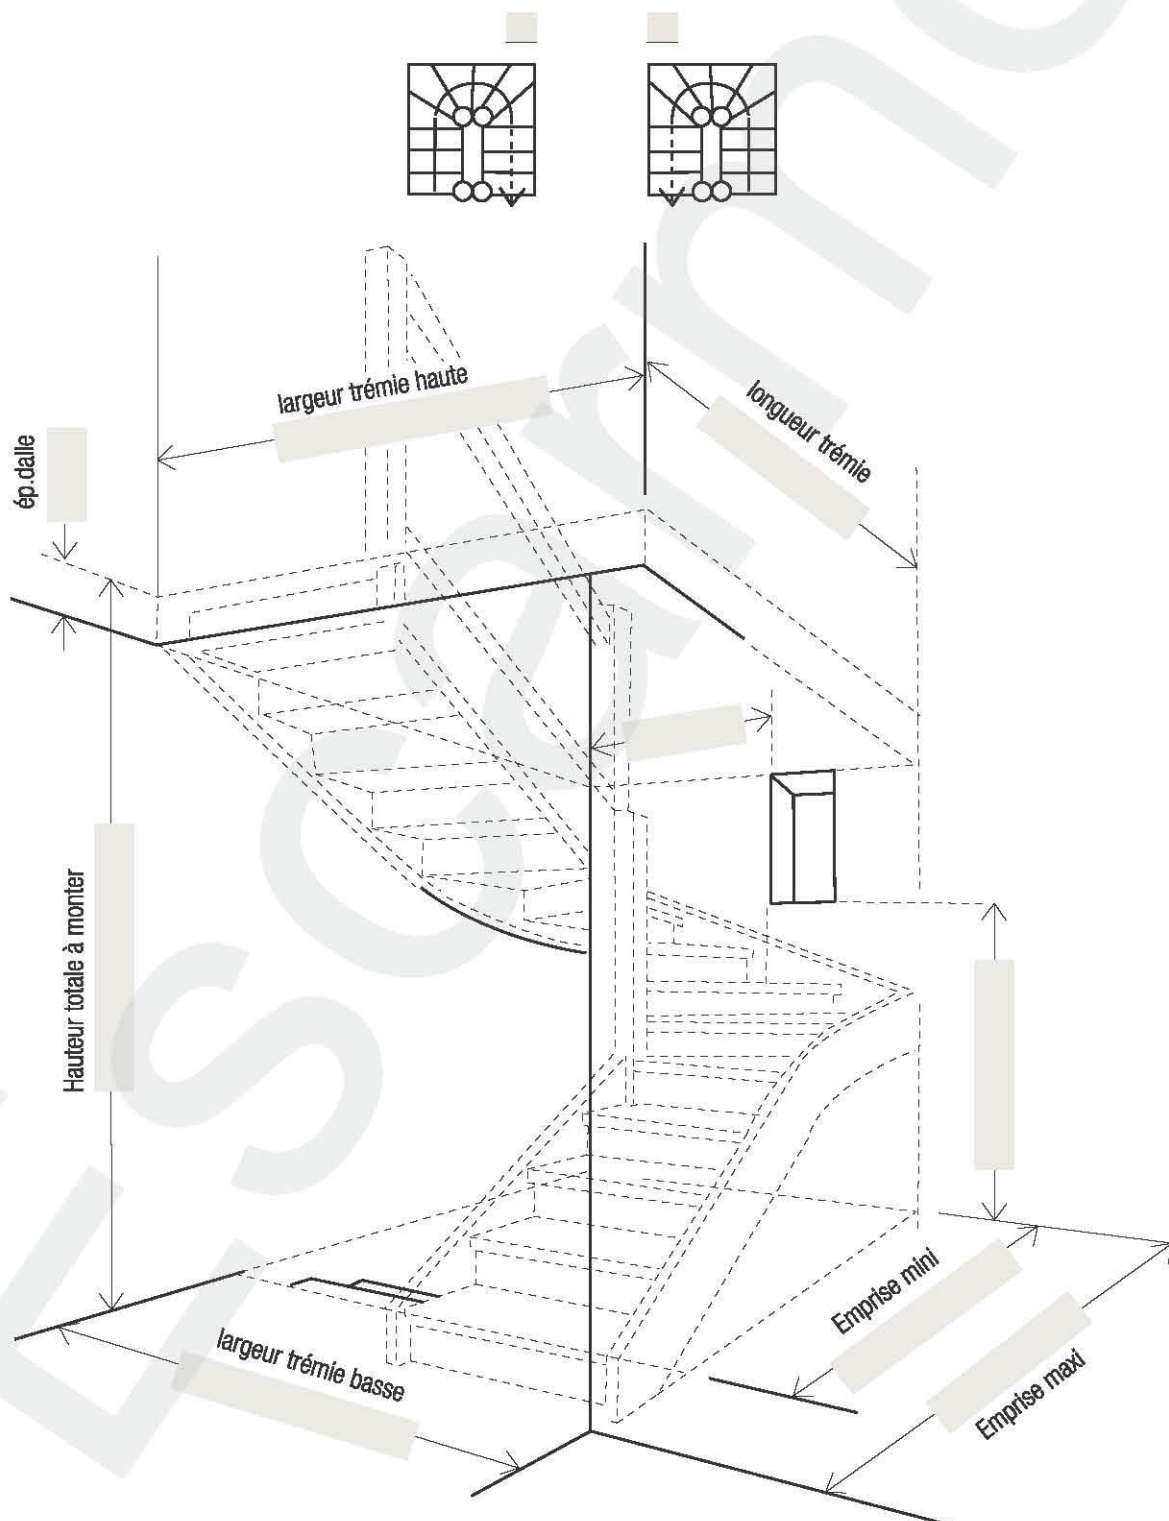 largeur trémie haute
longueur trémie
ép.dalle
Hauteur totale à monter
Emprise mini
largeur trémie basse
Emprise maxi